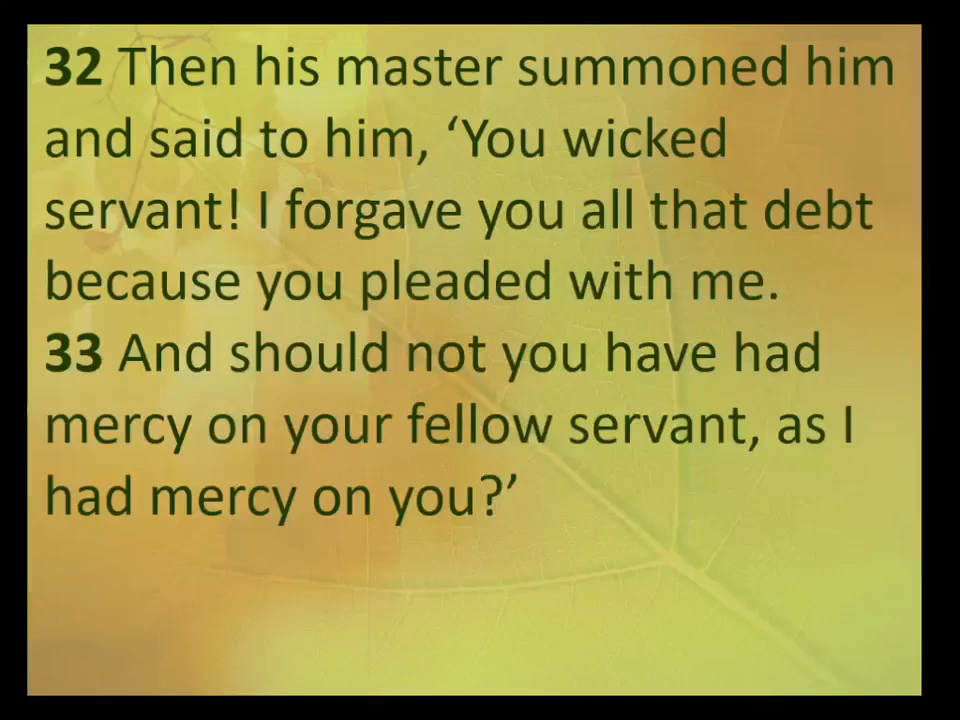 32 Then his master summoned him
and said to him, ‘You wicked
servant! I forgave you all that debt
because you pleaded with me.
33 And should not you have had
mercy on your fellow servant, as I
had mercy on you?’